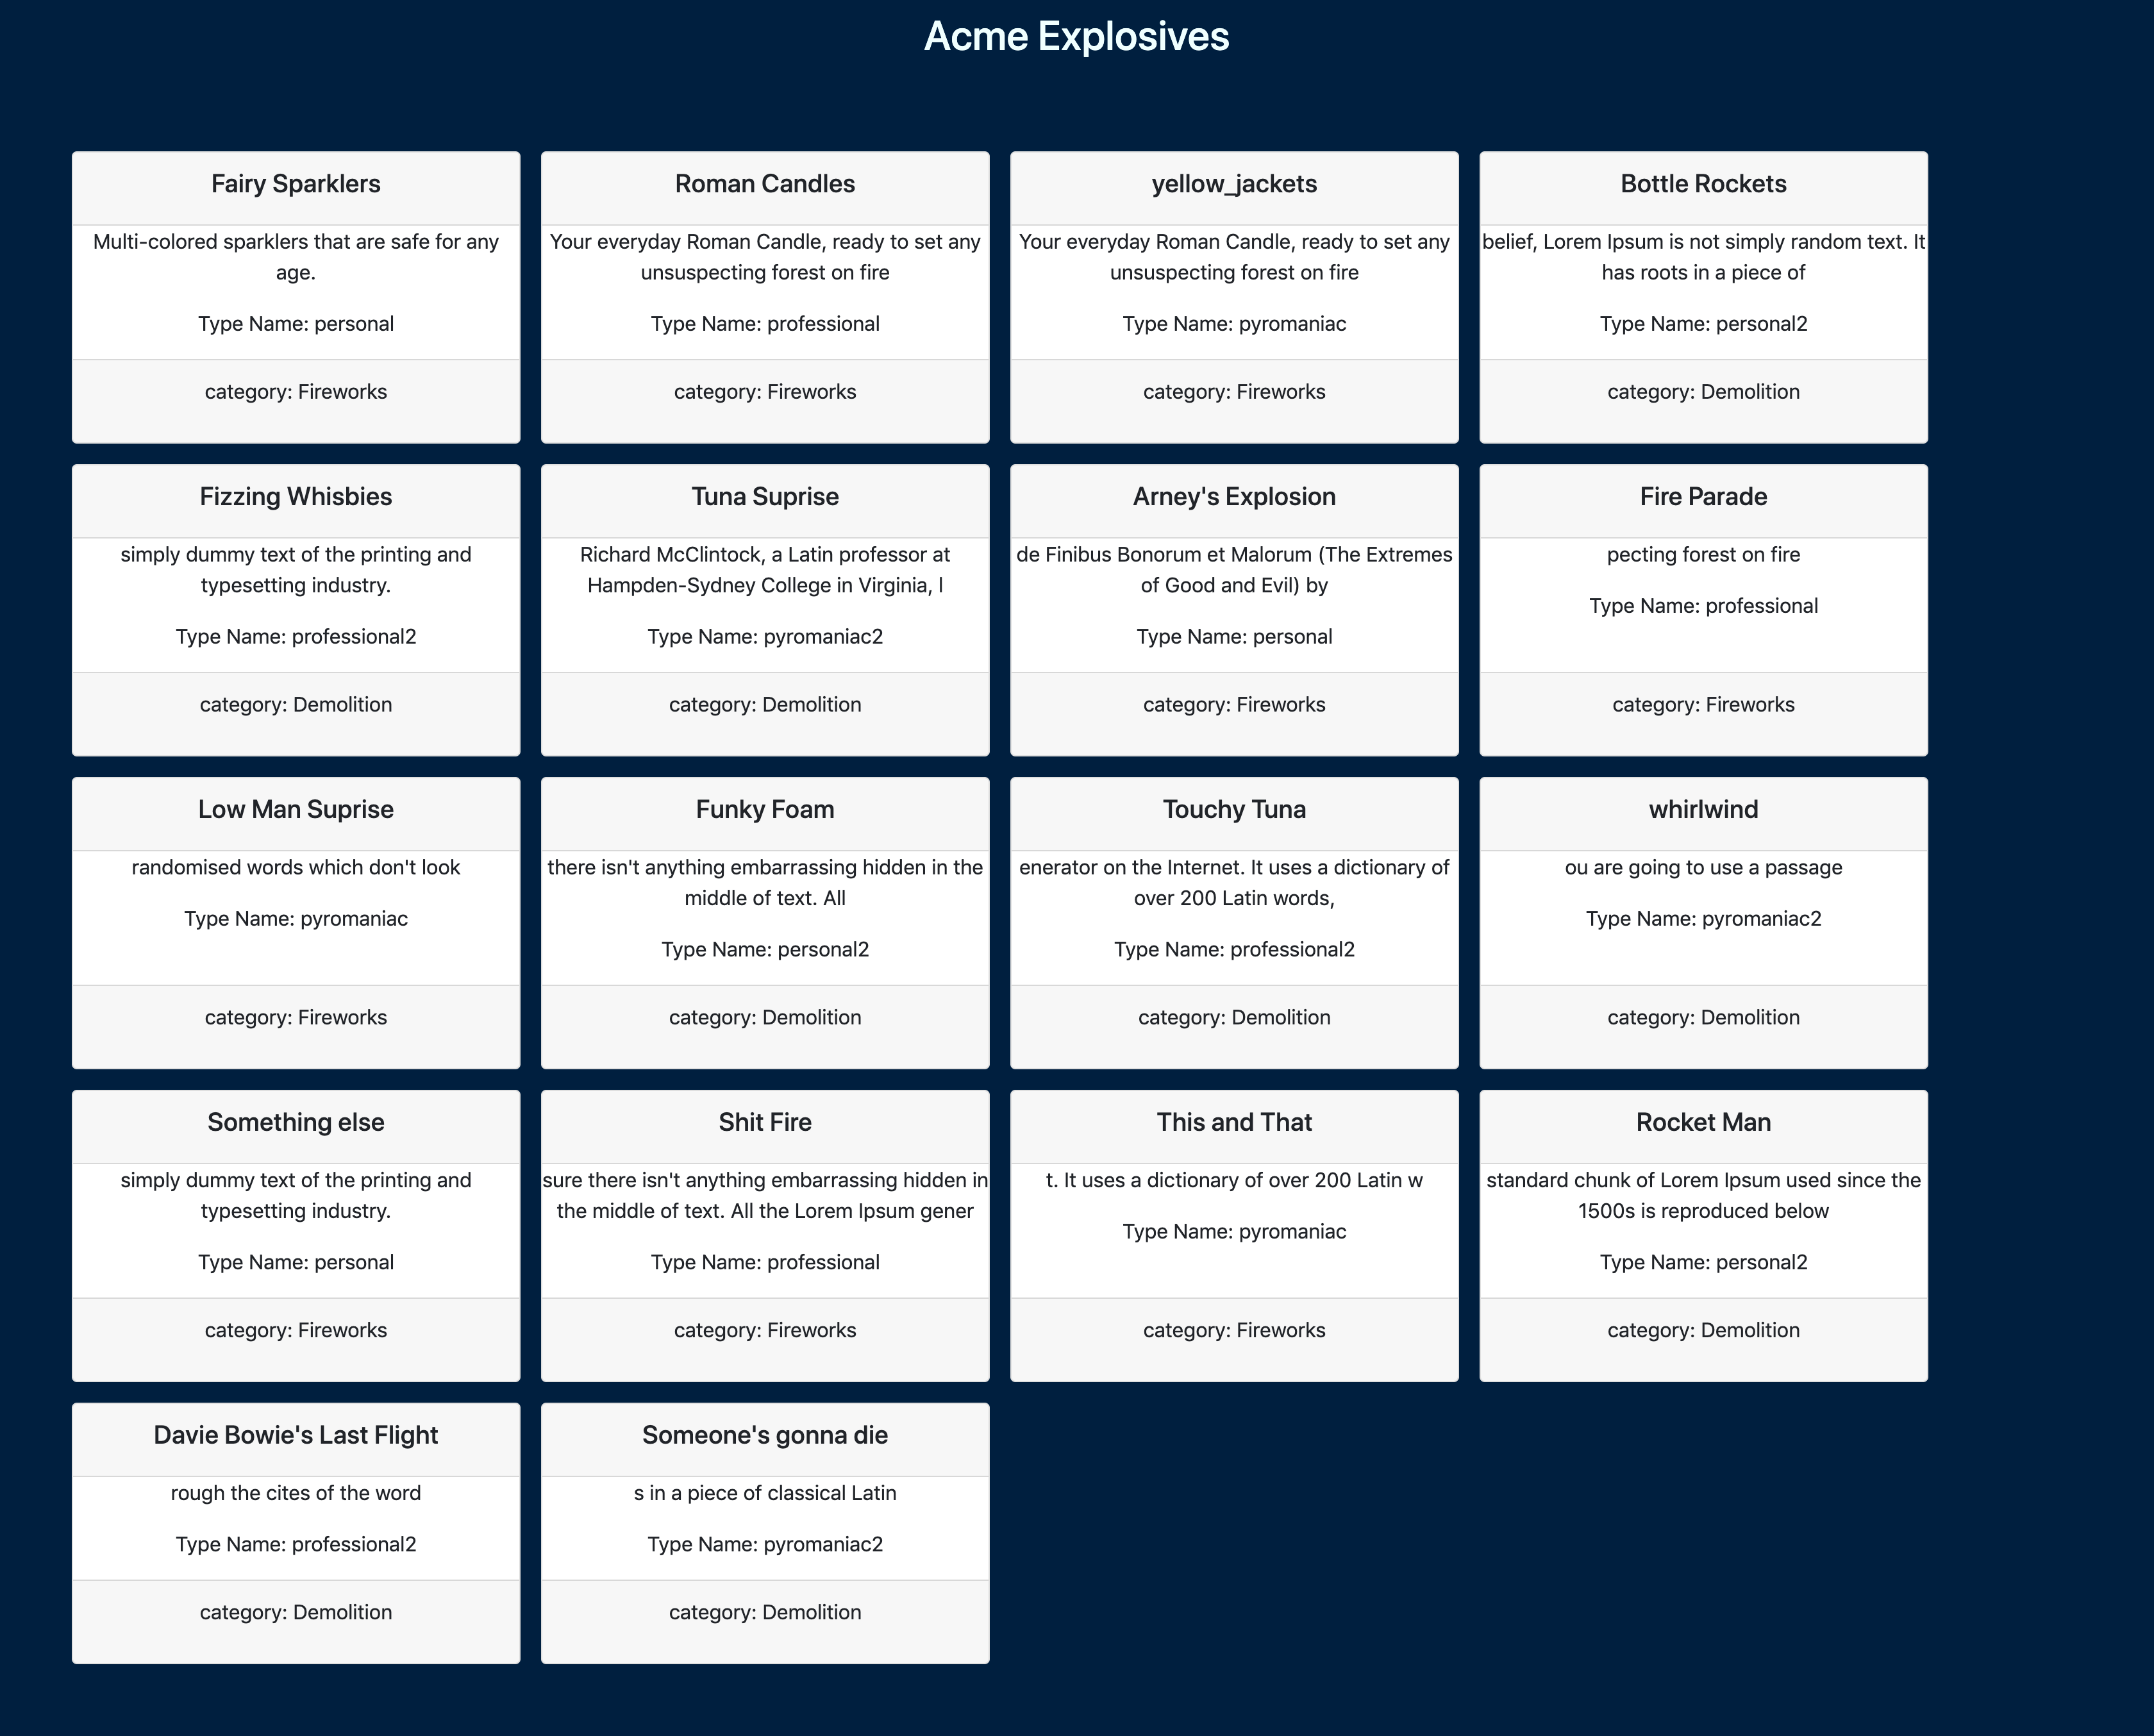 Acme Explosives
Fairy Sparklers
Multi-colored sparklers that are safe for any
age.
Type Name: personal
category: Fireworks
Roman Candles
Your everyday Roman Candle, ready to set any
unsuspecting forest on fire
Type Name: professional
category: Fireworks
yellow_jackets
Your everyday Roman Candle, ready to set any
unsuspecting forest on fire
Type Name: pyromaniac
category: Fireworks
Bottle Rockets
belief, Lorem Ipsum is not simply random text. It
has roots in a piece of
Type Name: personal2
category: Demolition
Fizzing Whisbies
simply dummy text of the printing and
typesetting industry.
Type Name: professional2
category: Demolition
Tuna Suprise
Richard McClintock, a Latin professor at
Hampden-Sydney College in Virginia, l
Type Name: pyromaniac2
category: Demolition
Arney's Explosion
de Finibus Bonorum et Malorum (The Extremes
of Good and Evil) by
Type Name: personal
category: Fireworks
Fire Parade
pecting forest on fire
Type Name: professional
category: Fireworks
Low Man Suprise
randomised words which don't look
Type Name: pyromaniac
category: Fireworks
Funky Foam
there isn't anything embarrassing hidden in the
middle of text. All
Type Name: personal2
category: Demolition
Touchy Tuna
enerator on the Internet. It uses a dictionary of
over 200 Latin words,
Type Name: professional2
category: Demolition
whirlwind
ou are going to use a passage
Type Name: pyromaniac2
category: Demolition
Something else
simply dummy text of the printing and
typesetting industry.
Type Name: personal
category: Fireworks
Shit Fire
sure there isn't anything embarrassing hidden in
the middle of text. All the Lorem Ipsum gener
Type Name: professional
category: Fireworks
This and That
t. It uses a dictionary of over 200 Latin w
Type Name: pyromaniac
category: Fireworks
Rocket Man
standard chunk of Lorem Ipsum used since the
1500s is reproduced below
Type Name: personal2
category: Demolition
Davie Bowie's Last Flight
rough the cites of the word
Type Name: professional2
category: Demolition
Someone's gonna die
s in a piece of classical Latin
Type Name: pyromaniac2
category: Demolition